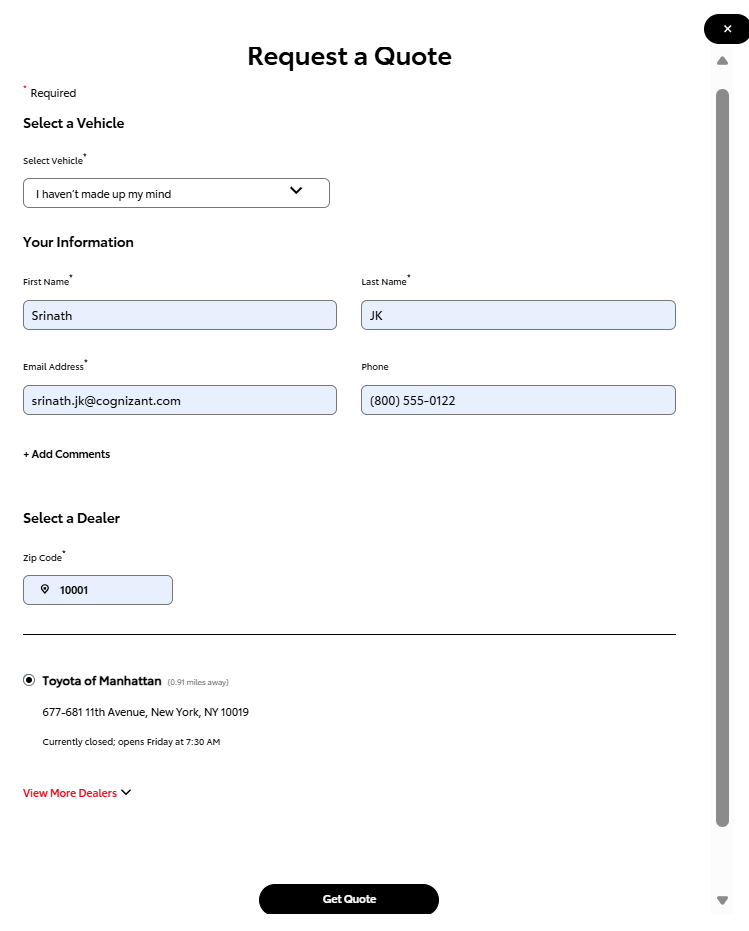 ×
Request a Quote
* Required
Select a Vehicle
Select Vehicle*
I haven't made up my mind
Your Information
First Name* Last Name*
Srinath JK
Email Address* Phone
srinath.jk@cognizant.com (800) 555-0122
+ Add Comments
Select a Dealer
Zip Code*
10001
Toyota of Manhattan (0.91 miles away)
677-681 11th Avenue, New York, NY 10019
Currently closed; opens Friday at 7:30 AM
View More Dealers
Get Quote